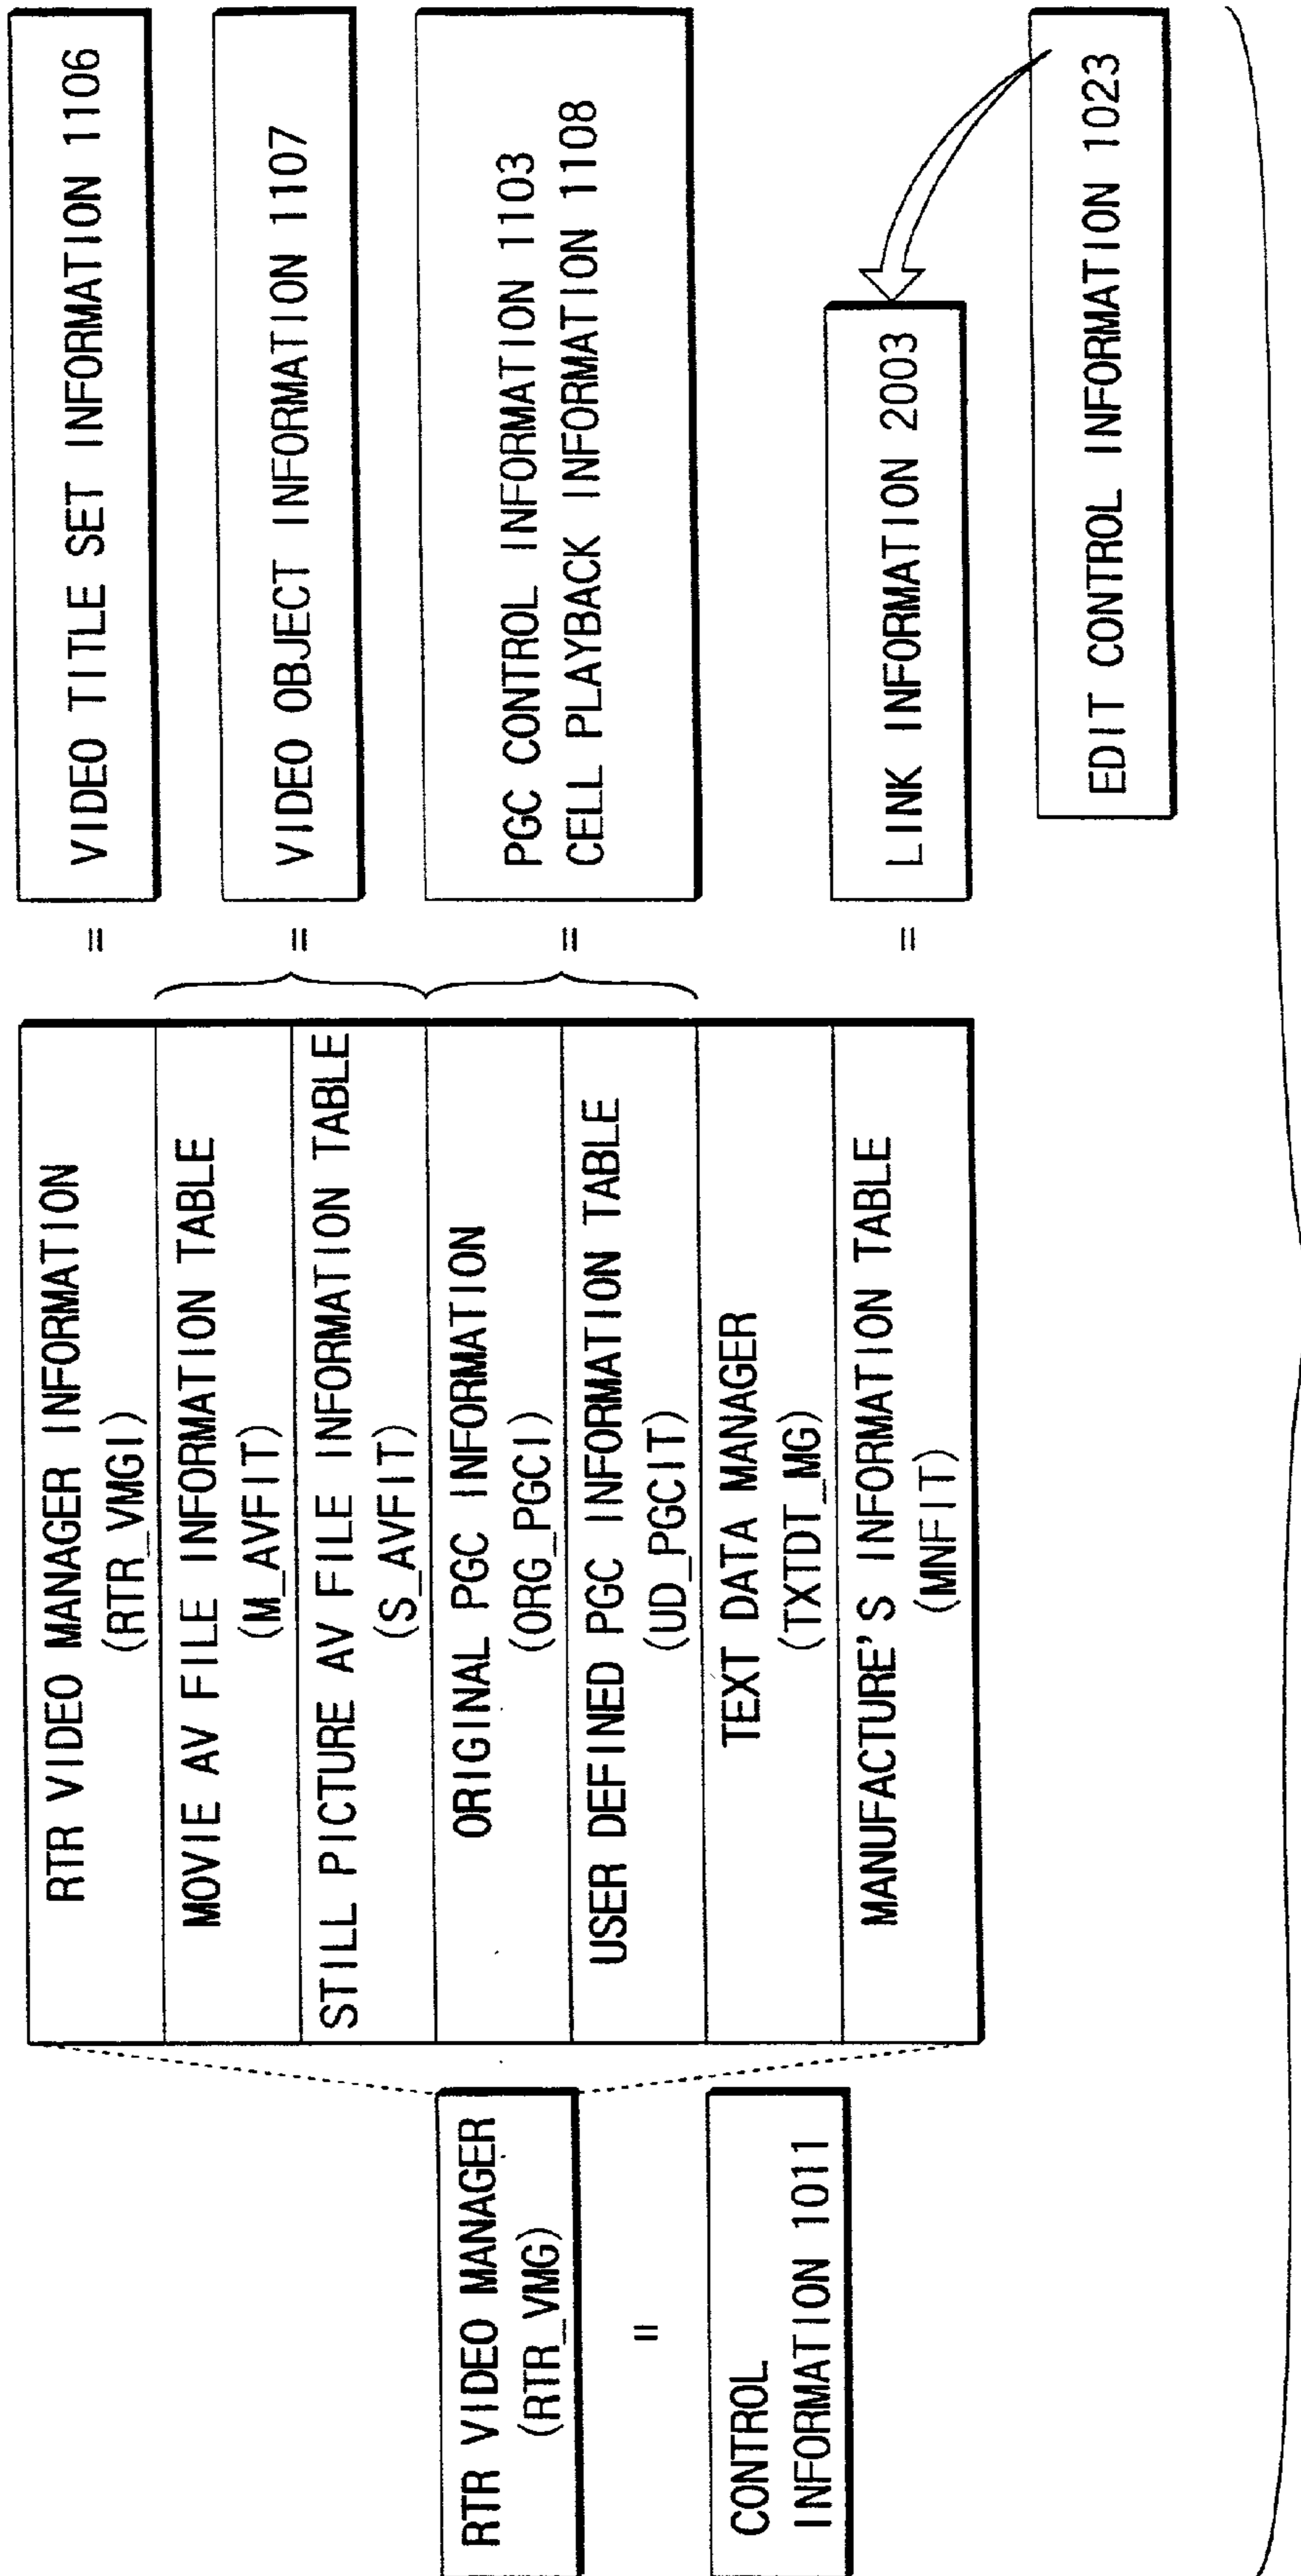 RTR VIDEO MANAGER
(RTR_VMG)
=
CONTROL
INFORMATION 1011
RTR VIDEO MANAGER INFORMATION
(RTR_VMGI)
MOVIE AV FILE INFORMATION TABLE
(M_AVFIT)
STILL PICTURE AV FILE INFORMATION TABLE
(S_AVFIT)
ORIGINAL PGC INFORMATION
(ORG_PGCI)
USER DEFINED PGC INFORMATION TABLE
(UD_PGCIT)
TEXT DATA MANAGER
(TXTDT_MG)
MANUFACTURE'S INFORMATION TABLE
(MNFIT)
=
VIDEO TITLE SET INFORMATION 1106
=
VIDEO OBJECT INFORMATION 1107
=
PGC CONTROL INFORMATION 1103
CELL PLAYBACK INFORMATION 1108
=
LINK INFORMATION 2003
EDIT CONTROL INFORMATION 1023